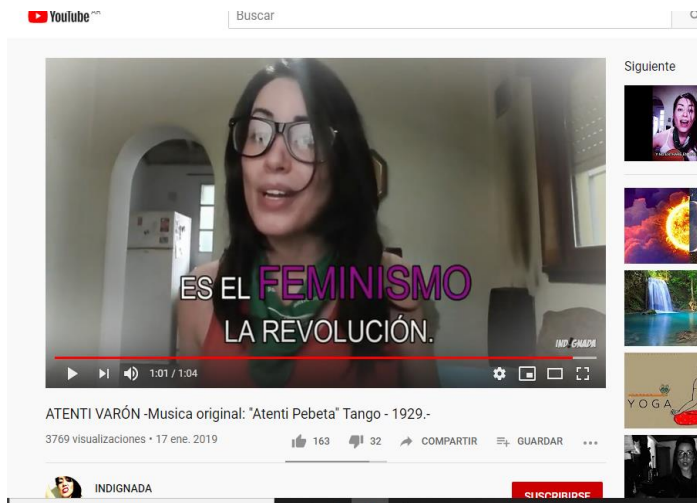 YouTube AR
Buscar
Siguiente
ES EL FEMINISMO
LA REVOLUCIÓN.
INDIGNADA
1:01 / 1:04
ATENTI VARÓN -Musica original: "Atenti Pebeta" Tango - 1929.-
3769 visualizaciones • 17 ene. 2019
163
32
COMPARTIR
GUARDAR
YOGA
INDIGNADA
SUSCRIBIRSE